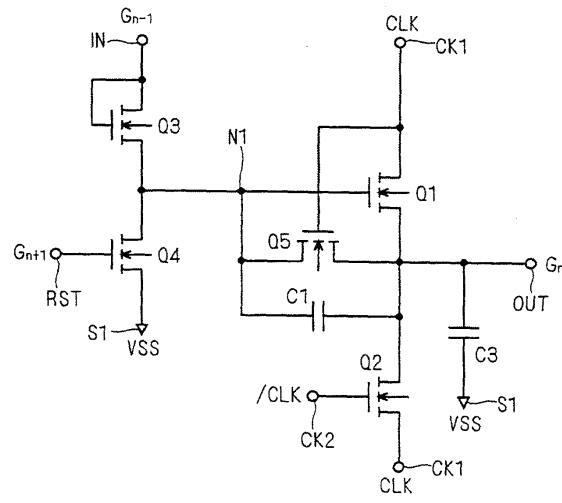 Gn-1
IN
CLK
CK1
Q3
N1
Q1
Gn+1
Q4
Q5
Gn
RST
OUT
C1
S1
VSS
Q2
C3
/CLK
S1
VSS
CK2
CK1
CLK